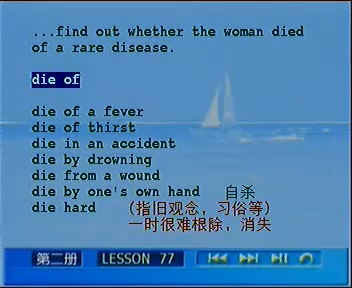 ...find out whether the woman died
of a rare disease.
die of
die of a fever
die of thirst
die in an accident
die by drowning
die from a wound
die by one's own hand 自杀
die hard (指旧观念，习俗等)
一时很难根除，消失
第二册 LESSON 77